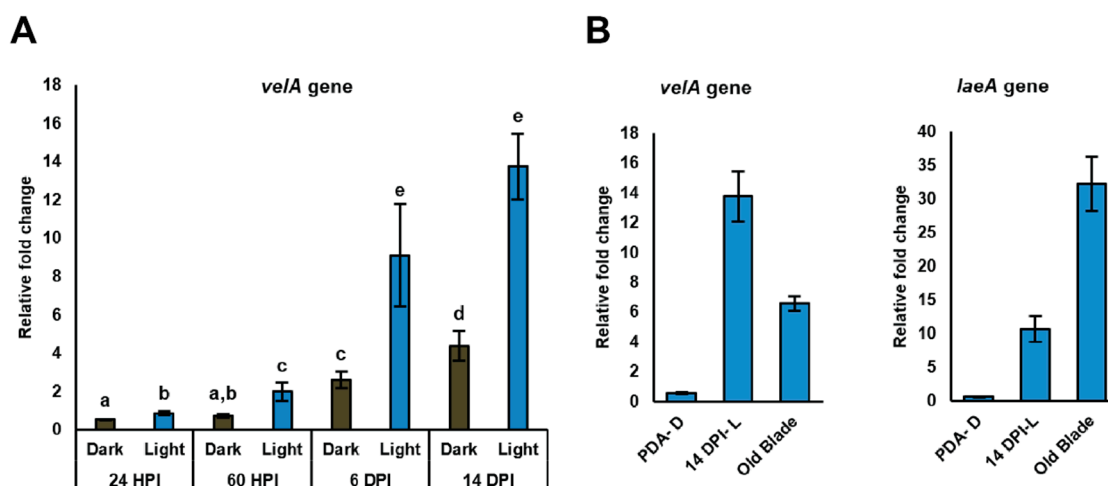 A
velA gene
Relative fold change
18
16
14
12
10
8
6
4
2
0
a
b
a,b
c
c
e
d
e
Dark Light Dark Light Dark Light Dark Light
24 HPI 60 HPI 6 DPI 14 DPI
B
velA gene
Relative fold change
18
16
14
12
10
8
6
4
2
0
PDA- D
14 DPI- L
Old Blade
laeA gene
Relative fold change
40
35
30
25
20
15
10
5
0
PDA- D
14 DPI-L
Old Blade